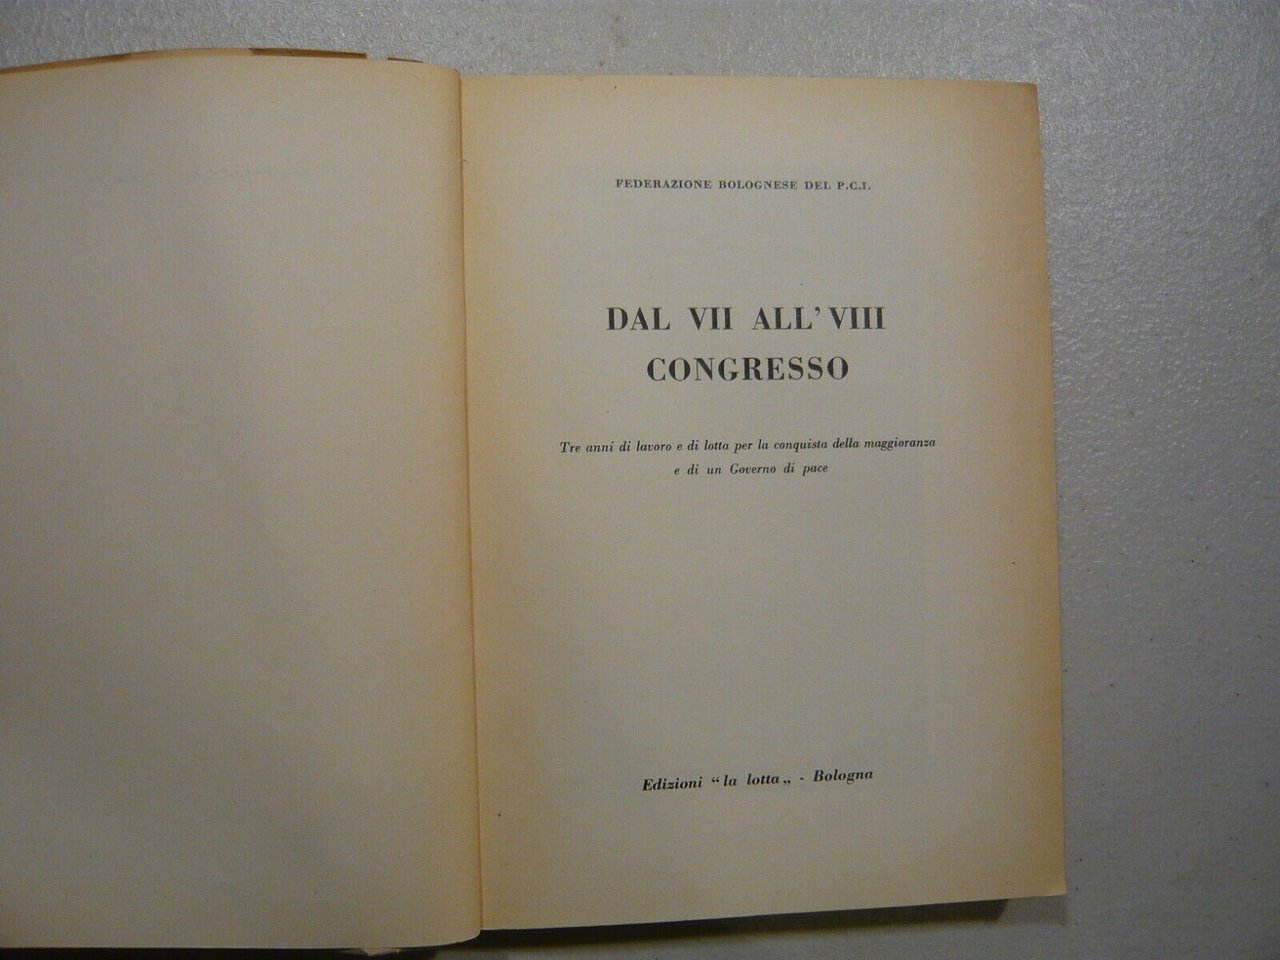 FEDERAZIONE BOLOGNESE DEL P.C.I.
DAL VII ALL' VIII
CONGRESSO
Tre anni di lavoro e di lotta per la conquista della maggioranza
e di un Governo di pace
Edizioni “la lotta„ - Bologna